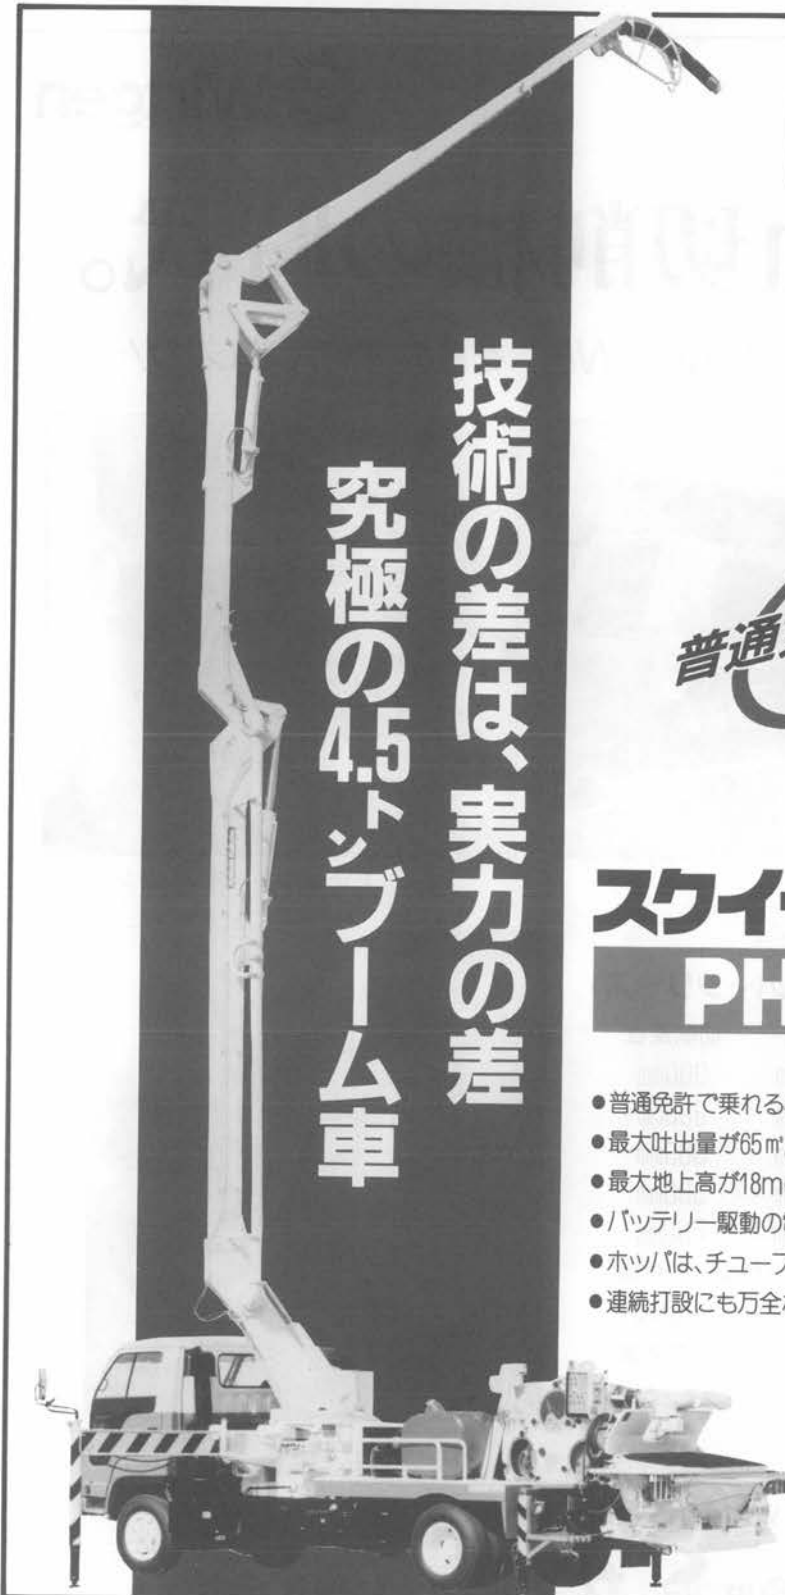 技術の差は、実力の差
究極の4.5トンブーム車
普通
スクイ
PH
●普通免許で乗れる
●最大吐出量が65㎥
●最大地上高が18m
●バッテリー駆動の
●ホッパは、チューブ
●連続打設にも万全